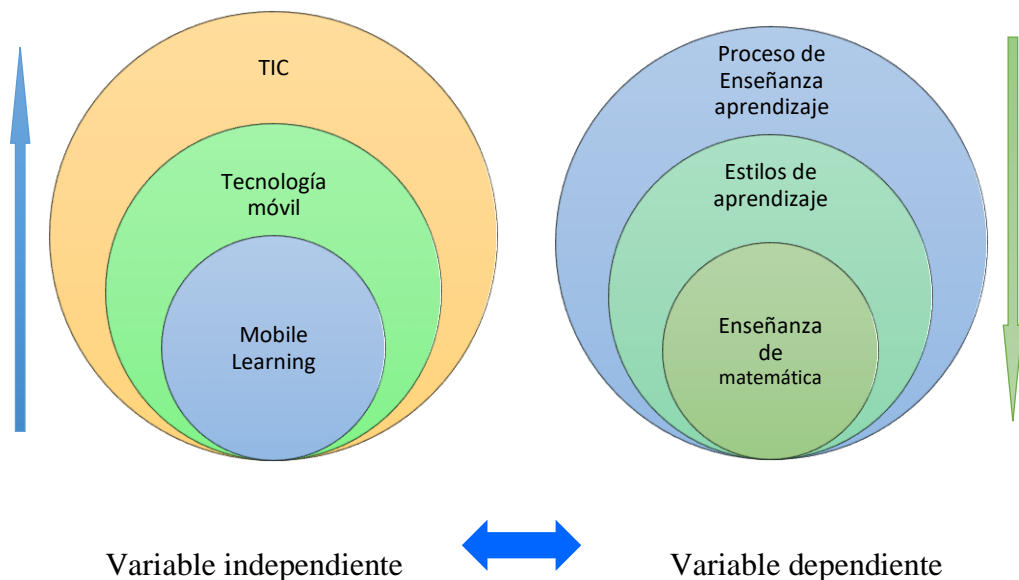 TIC
Tecnología
móvil
Mobile
Learning
Proceso de
Enseñanza
aprendizaje
Estilos de
aprendizaje
Enseñanza
de
matemática
Variable independiente
Variable dependiente